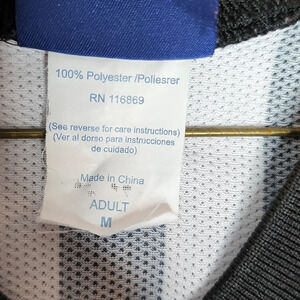 100% Polyester /Poliesrer
RN 116869
(See reverse for care instructions)
(Ver al dorso para instrucciones
de cuidado)
Made in China
ADULT
M